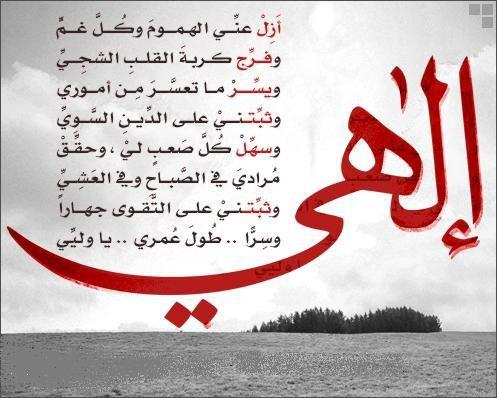 إلهي
أَزِلْ عنِّي الهمومَ وكُلَّ غمٍّ
وفرِّج كربةَ القلبِ الشجيِّ
ويسِّرْ ما تعسَّرَ مِن أموري
وثبِّتنيْ على الدِّينِ السَّويِّ
وسهِّلْ كُلَّ صَعبٍ ليْ ، وحقِّقْ
مُراديَ في الصَّباحِ وفي العَشِيِّ
وثبِّتنيْ على التَّقوى جهاراً
وسِرًّا .. طُولَ عُمري .. يا وليِّي